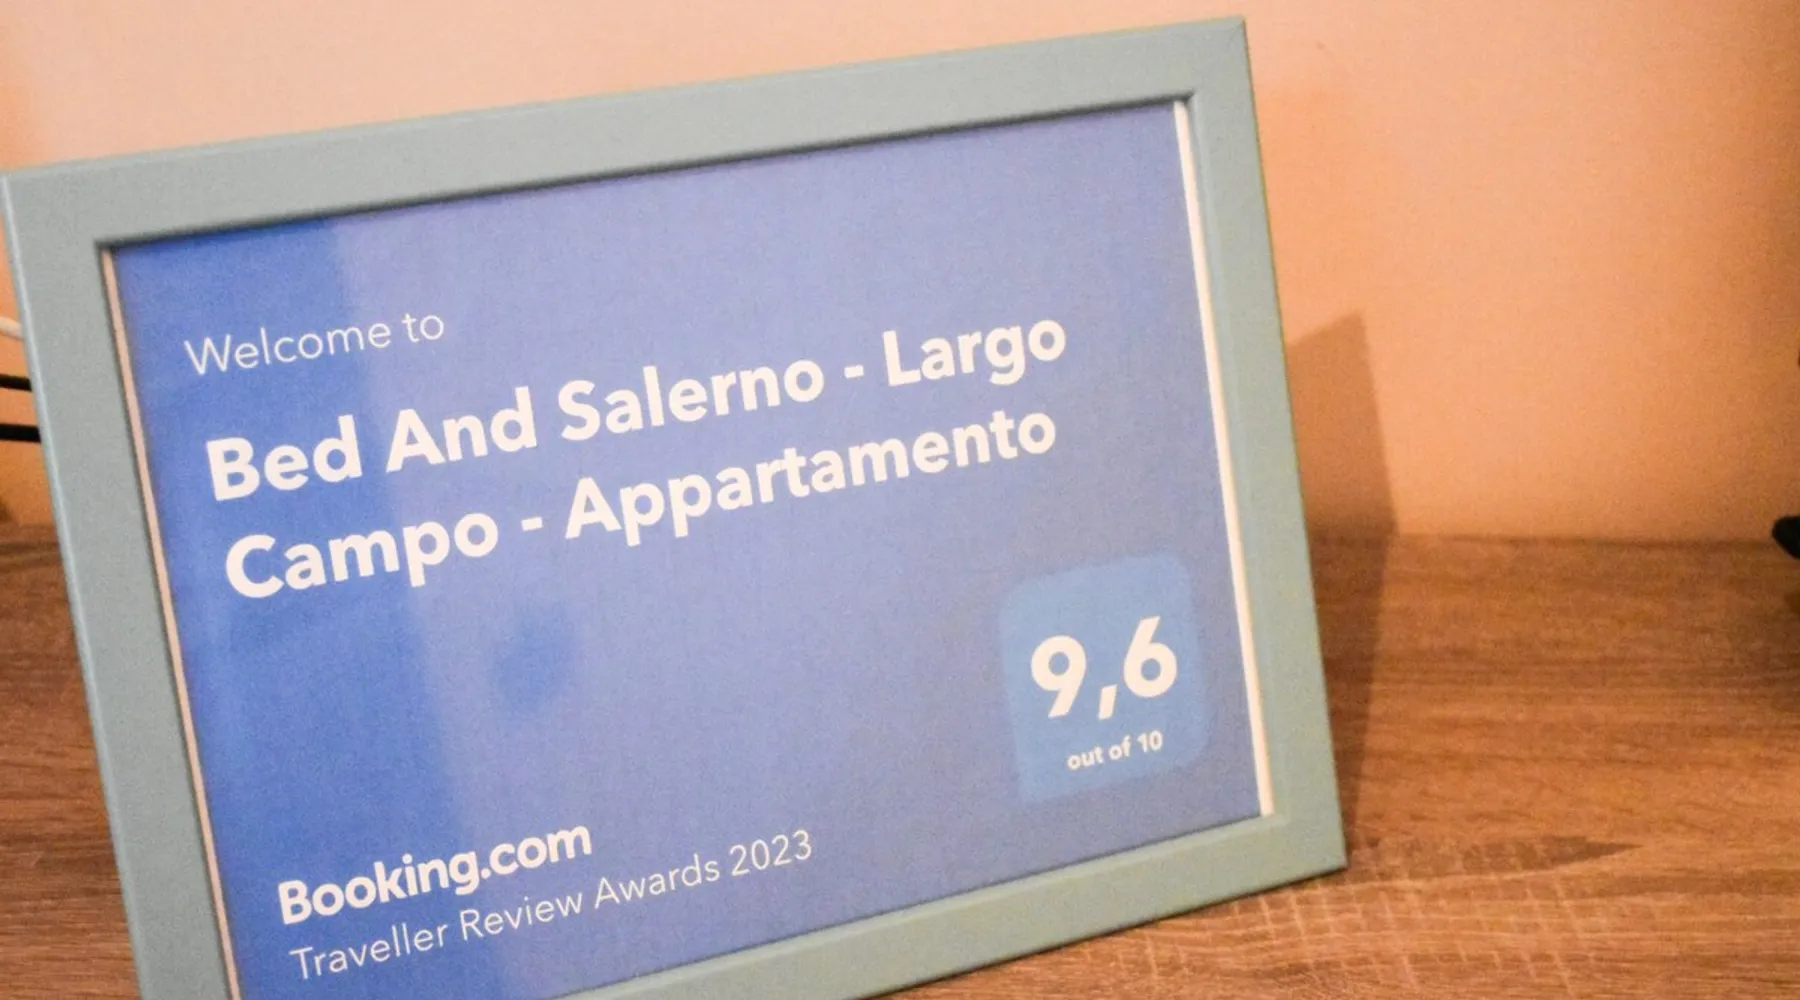 Welcome to
Bed And Salerno - Largo
Campo - Appartamento
9,6
out of 10
Booking.com
Traveller Review Awards 2023